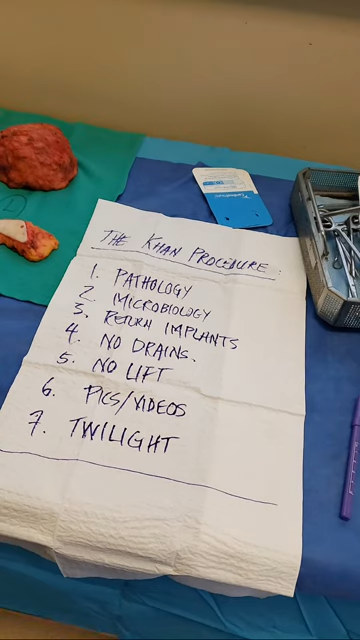 THE KHAN PROCEDURE:
1. PATHOLOGY
2. MICROBIOLOGY
3. RETURN IMPLANTS
4. NO DRAINS.
5. NO LIFT
6. PICS/VIDEOS
7. TWILIGHT